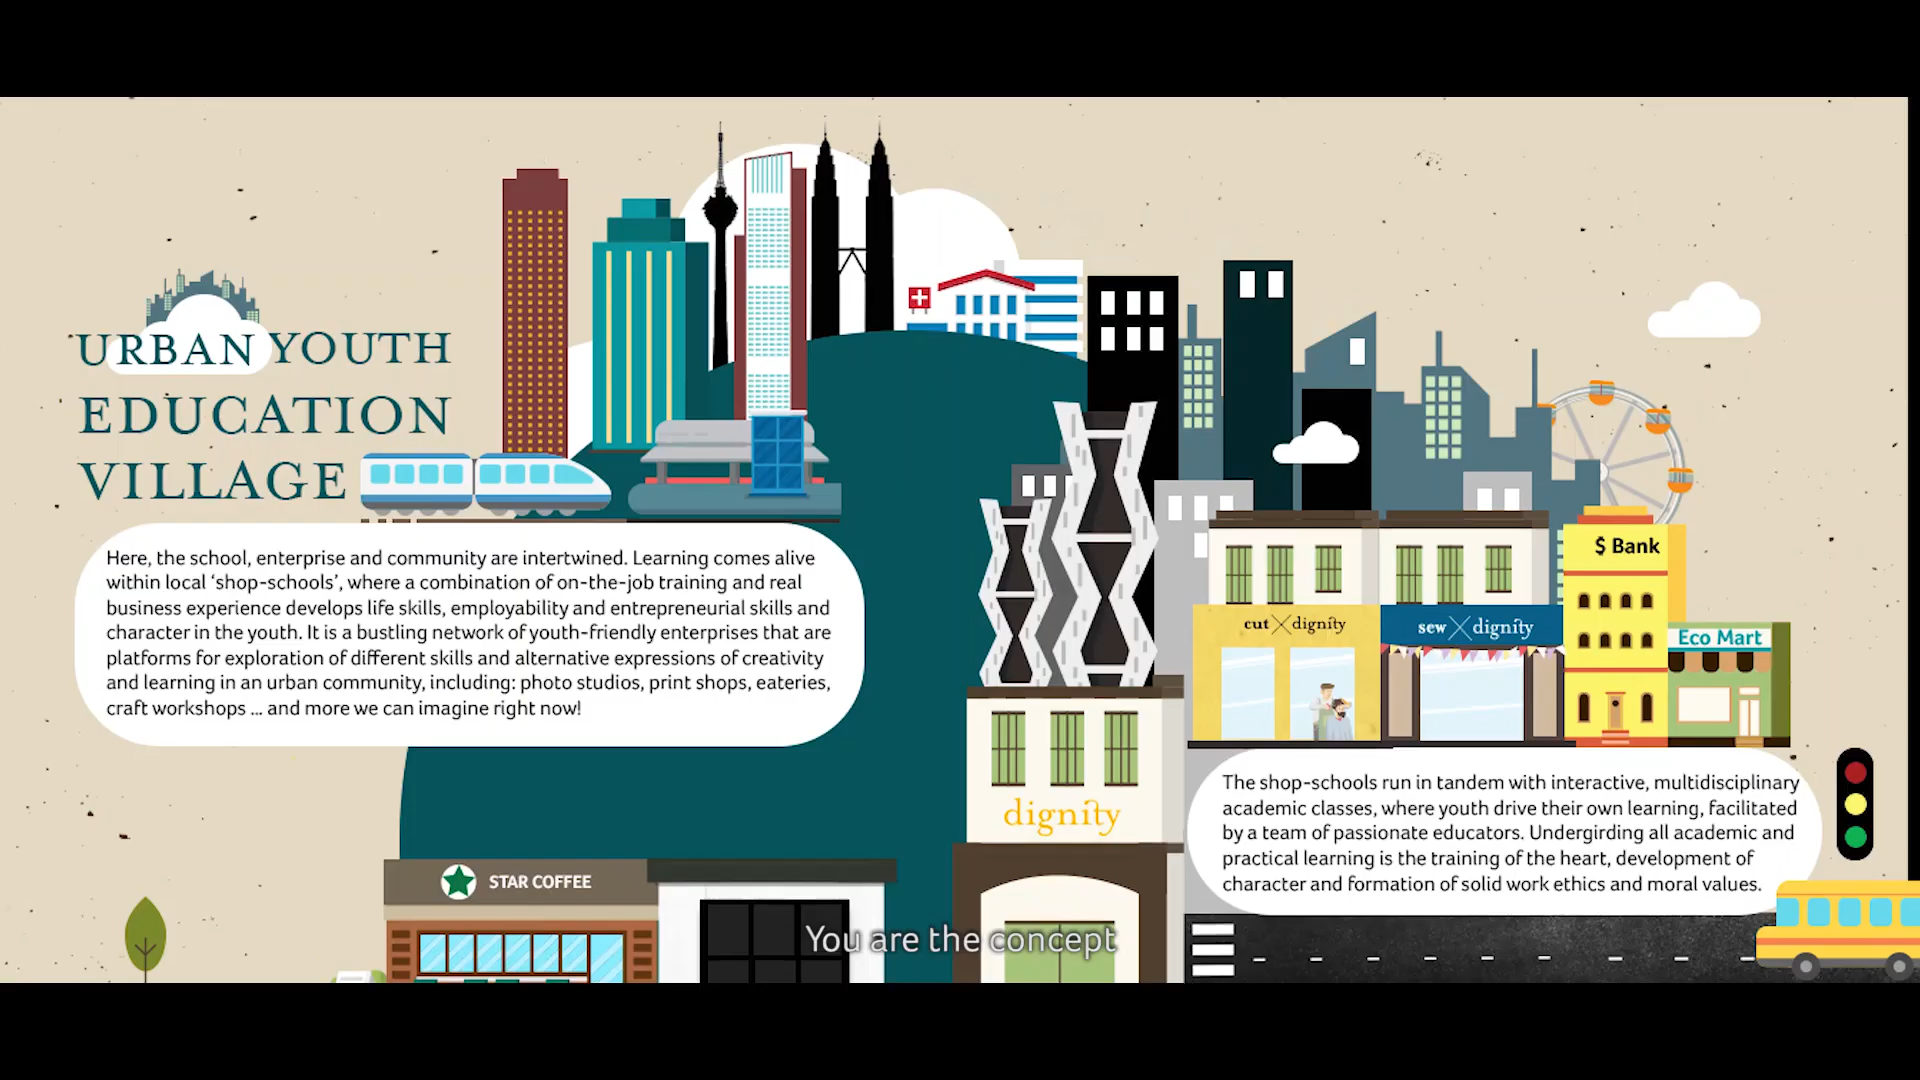 URBAN YOUTH
EDUCATION
VILLAGE
Here, the school, enterprise and community are intertwined. Learning comes alive
within local ‘shop-schools’, where a combination of on-the-job training and real
business experience develops life skills, employability and entrepreneurial skills and
character in the youth. It is a bustling network of youth-friendly enterprises that are
platforms for exploration of different skills and alternative expressions of creativity
and learning in an urban community, including: photo studios, print shops, eateries,
craft workshops ... and more we can imagine right now!
$ Bank
cut X dignity
sew X dignity
Eco Mart
dignity
The shop-schools run in tandem with interactive, multidisciplinary
academic classes, where youth drive their own learning, facilitated
by a team of passionate educators. Undergirding all academic and
practical learning is the training of the heart, development of
character and formation of solid work ethics and moral values.
STAR COFFEE
You are the concept